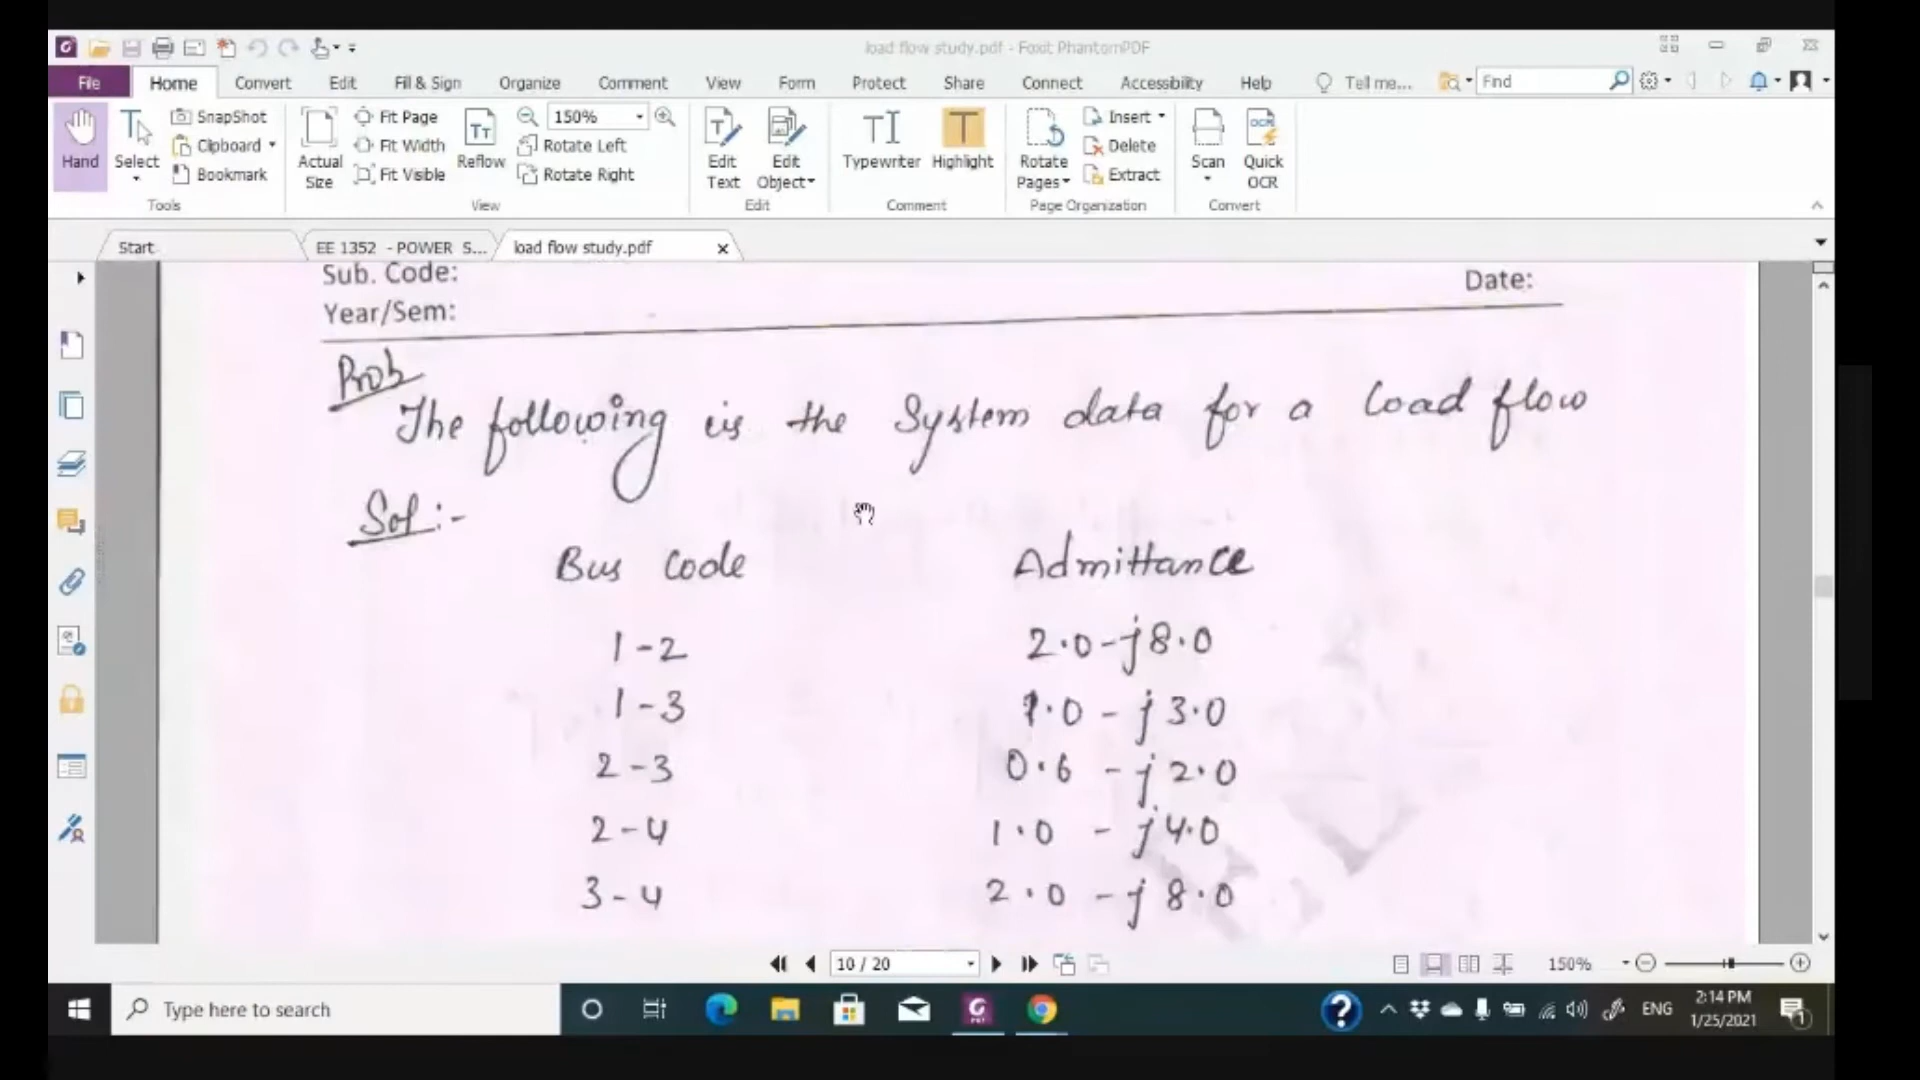 load flow study.pdf - Foxit PhantomPDF
File Home Convert Edit Fill & Sign Organize Comment View Form Protect Share Connect Accessibility Help Tell me... Find
Hand Select SnapShot Clipboard Bookmark
Tools
Actual Size Fit Page Fit Width Fit Visible Reflow 150% Rotate Left Rotate Right
View
Edit Text Edit Object
Edit
Typewriter Highlight
Comment
Rotate Pages Insert Delete Extract
Page Organization
Scan Quick OCR
Convert
Start EE 1352 - POWER S... load flow study.pdf
Sub. Code: Date:
Year/Sem:
Prob
The following is the System data for a load flow
Sol:-
Bus Code Admittance
1-2 2.0-j8.0
1-3 1.0 - j3.0
2-3 0.6 - j2.0
2-4 1.0 - j4.0
3-4 2.0 - j8.0
10 / 20 150%
Type here to search ENG 2:14 PM
1/25/2021